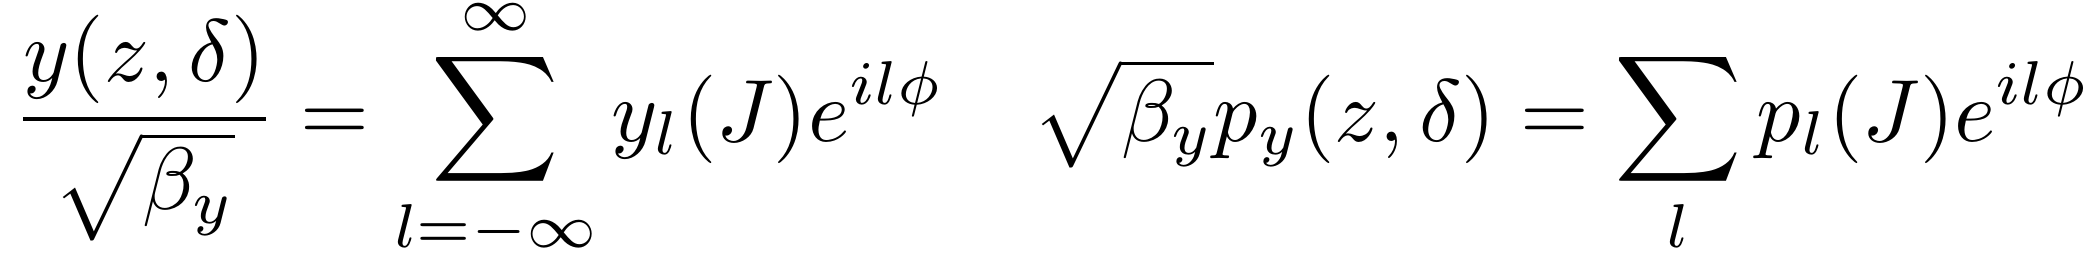 \frac{y(z,\delta)}{\sqrt{\beta_y}} = \sum_{l=-\infty}^{\infty} y_l(J)e^{il\phi} \quad \sqrt{\beta_y}p_y(z,\delta) = \sum_l p_l(J)e^{il\phi}